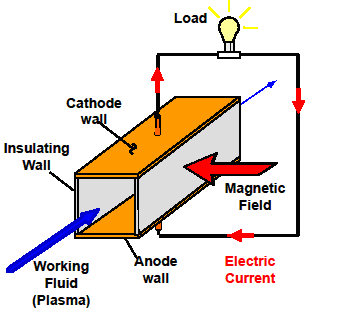 Load
Cathode
wall
Insulating
Wall
Magnetic
Field
Working
Fluid
(Plasma)
Anode
wall
Electric
Current